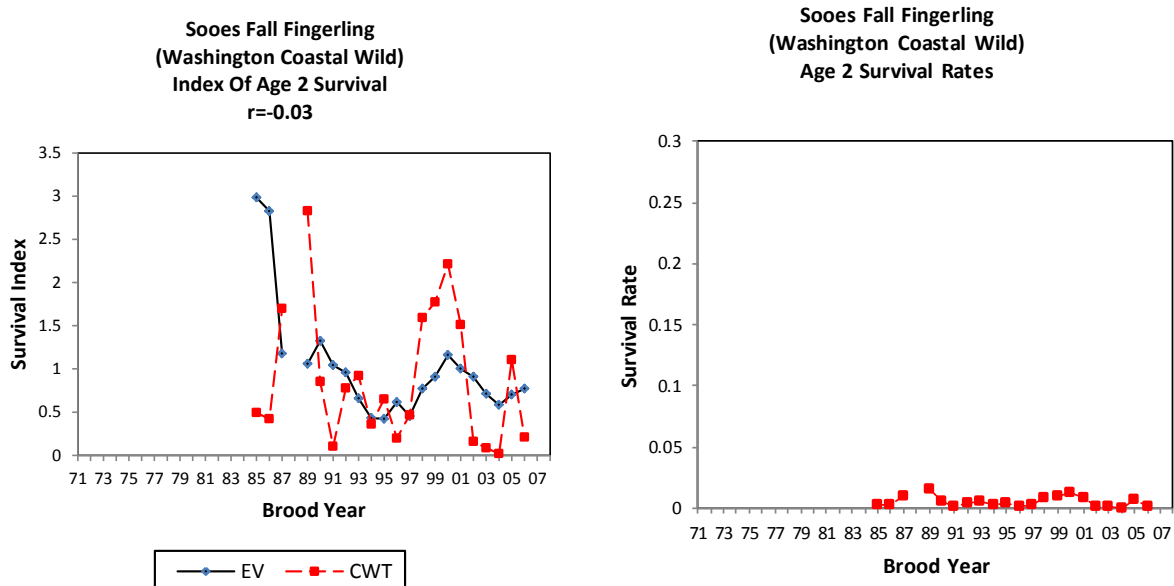 Sooes Fall Fingerling
(Washington Coastal Wild)
Index Of Age 2 Survival
r=-0.03
3.5
3
2.5
2
1.5
1
0.5
0
Survival Index
71 73 75 77 79 81 83 85 87 89 91 93 95 97 99 01 03 05 07
Brood Year
EV CWT
Sooes Fall Fingerling
(Washington Coastal Wild)
Age 2 Survival Rates
0.3
0.25
0.2
0.15
0.1
0.05
0
Survival Rate
71 73 75 77 79 81 83 85 87 89 91 93 95 97 99 01 03 05 07
Brood Year